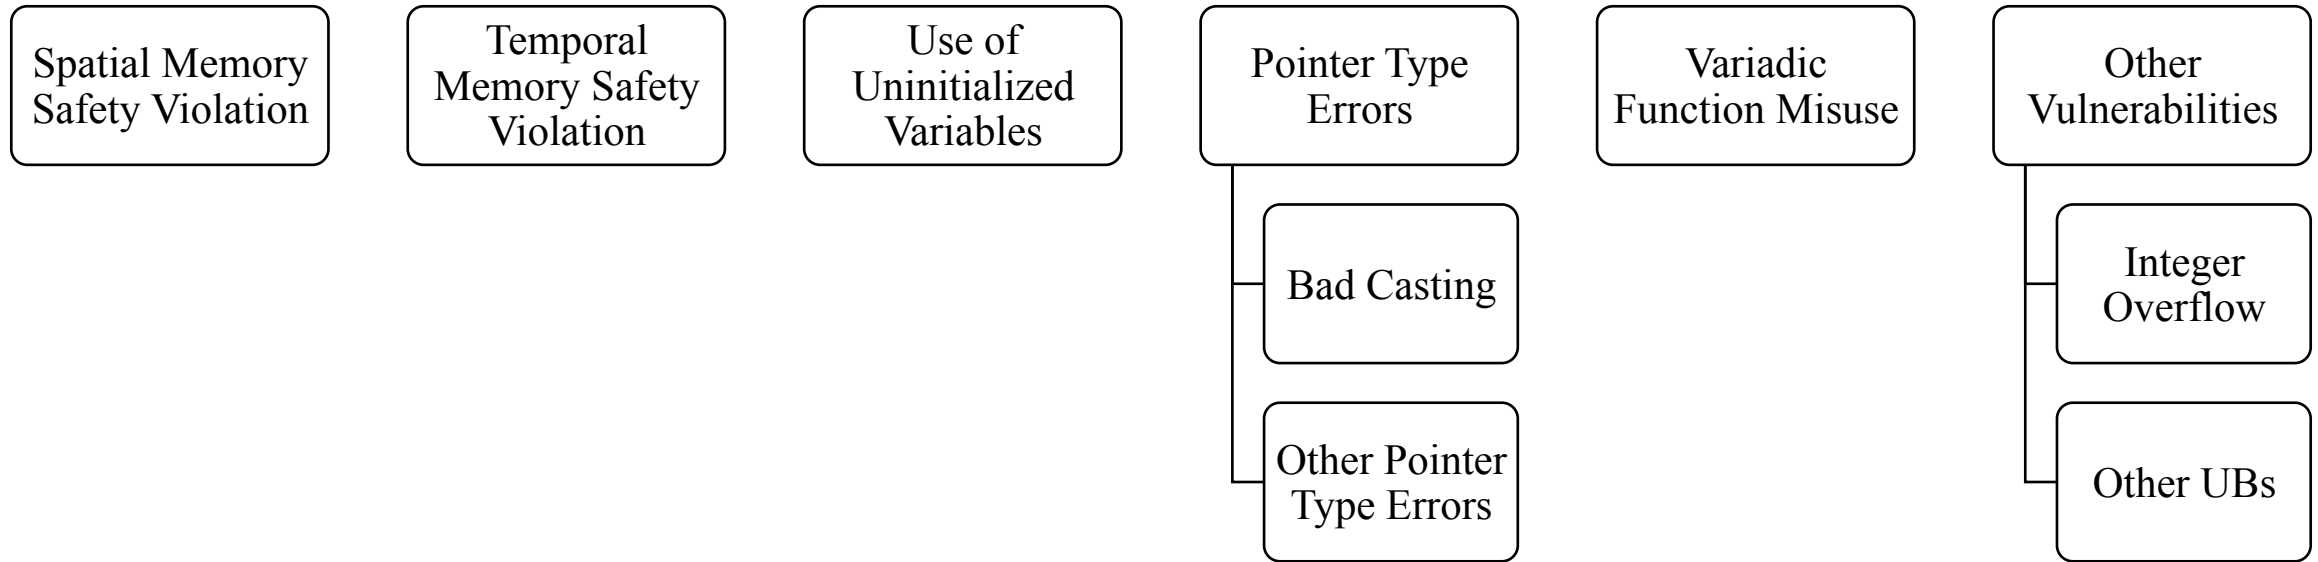 Spatial Memory
Safety Violation
Temporal
Memory Safety
Violation
Use of
Uninitialized
Variables
Pointer Type
Errors
Bad Casting
Other Pointer
Type Errors
Variadic
Function Misuse
Other
Vulnerabilities
Integer
Overflow
Other UBs